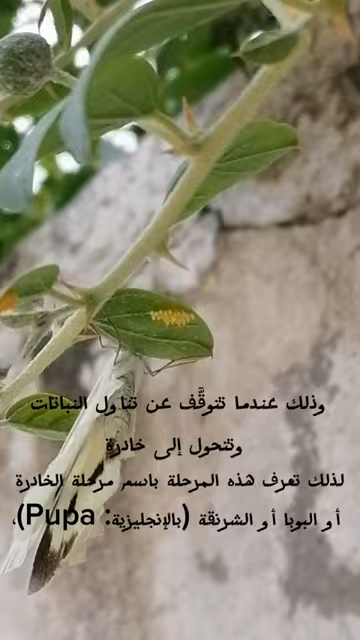 وذلك عندما تتوقَّف عن تناول النباتات
وتتحول إلى خادرة
لذلك تعرف هذه المرحلة باسم مرحلة الخادرة
أو البوبا أو الشرنقة (بالإنجليزية: Pupa)،